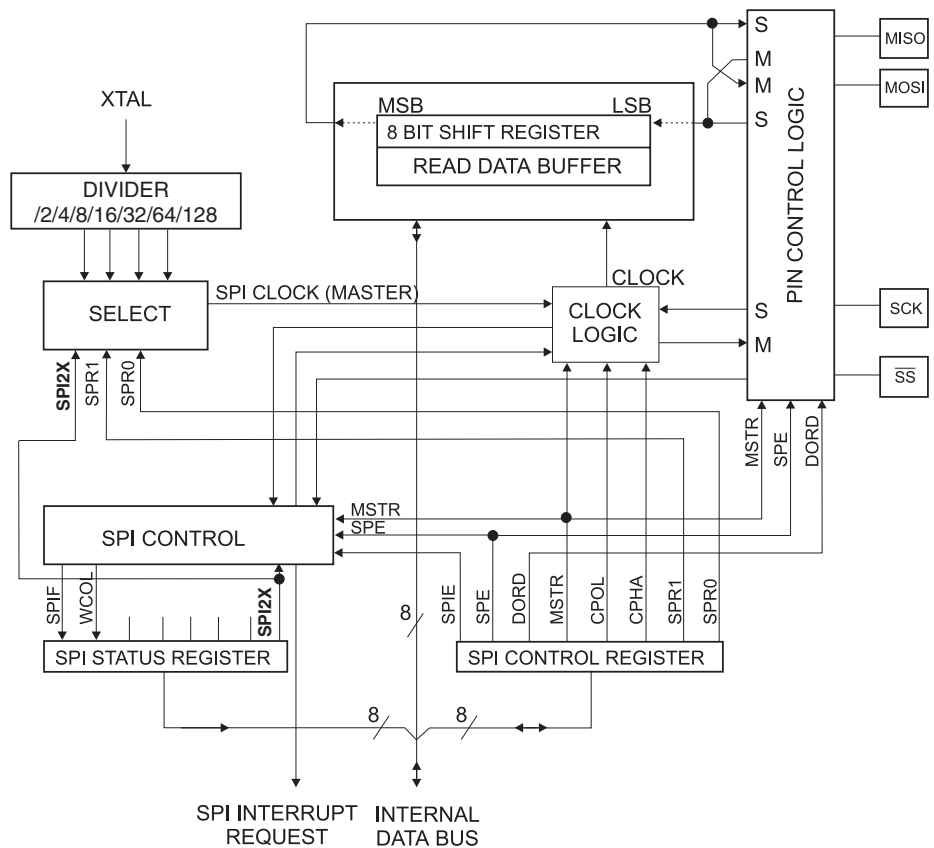 S
MISO
M
M
MOSI
XTAL
MSB
LSB
S
8 BIT SHIFT REGISTER
READ DATA BUFFER
DIVIDER
/2/4/8/16/32/64/128
PIN CONTROL LOGIC
SPI CLOCK (MASTER)
CLOCK
SELECT
CLOCK
LOGIC
S
SCK
M
SPI2X
SPR1
SPR0
SS
MSTR
SPE
DORD
MSTR
SPE
SPI CONTROL
SPIF
WCOL
SPI2X
8
SPIE
SPE
DORD
MSTR
CPOL
CPHA
SPR1
SPR0
SPI STATUS REGISTER
SPI CONTROL REGISTER
8
8
SPI INTERRUPT
REQUEST
INTERNAL
DATA BUS